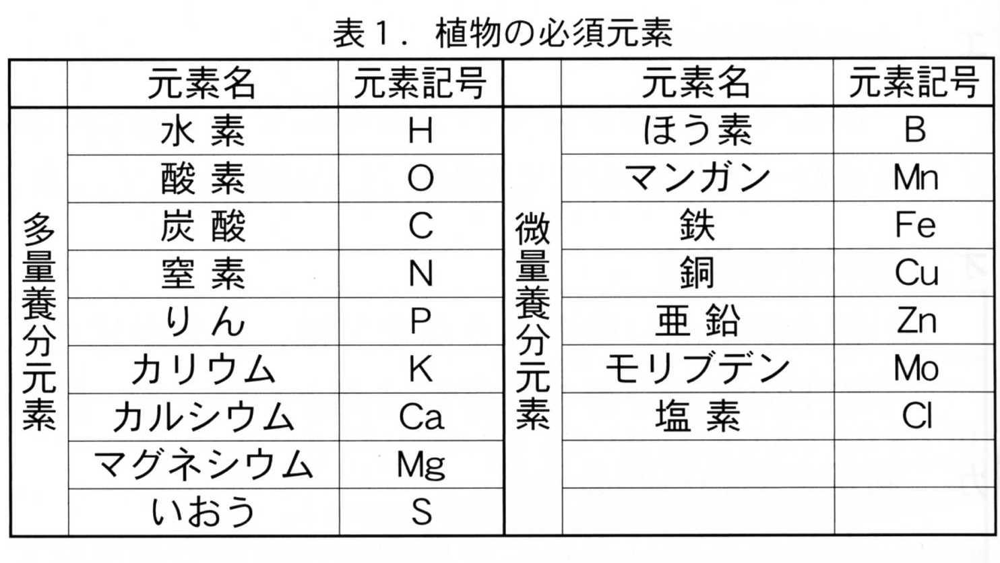 表1. 植物の必須元素
元素名 元素記号 元素名 元素記号
多量養分元素 微量養分元素
水素 H ほう素 B
酸素 O マンガン Mn
炭酸 C 鉄 Fe
窒素 N 銅 Cu
りん P 亜鉛 Zn
カリウム K モリブデン Mo
カルシウム Ca 塩素 Cl
マグネシウム Mg
いおう S